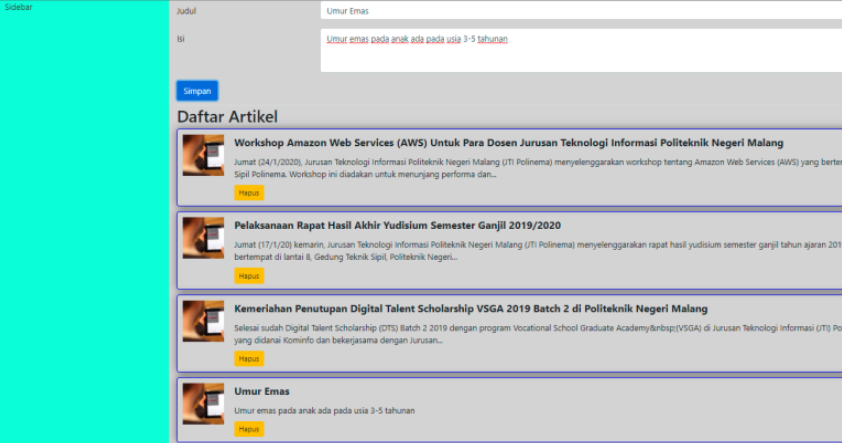 Sidebar
Judul
Umur Emas
Isi
Umur emas pada anak ada pada usia 3-5 tahunan
Simpan
Daftar Artikel
Workshop Amazon Web Services (AWS) Untuk Para Dosen Jurusan Teknologi Informasi Politeknik Negeri Malang
Jumat (24/1/2020), Jurusan Teknologi Informasi Politeknik Negeri Malang (JTI Polinema) menyelenggarakan workshop tentang Amazon Web Services (AWS) yang berte
Sipil Polinema. Workshop ini diadakan untuk menunjang performa dan...
Hapus
Pelaksanaan Rapat Hasil Akhir Yudisium Semester Ganjil 2019/2020
Jumat (17/1/20) kemarin, Jurusan Teknologi Informasi Politeknik Negeri Malang (JTI Polinema) menyelenggarakan rapat hasil yudisium semester ganjil tahun ajaran 201
bertempat di lantai 8, Gedung Teknik Sipil, Politeknik Negeri...
Hapus
Kemeriahan Penutupan Digital Talent Scholarship VSGA 2019 Batch 2 di Politeknik Negeri Malang
Selesai sudah Digital Talent Scholarship (DTS) Batch 2 2019 dengan program Vocational School Graduate Academy&nbsp;(VSGA) di Jurusan Teknologi Informasi (JTI) Po
yang didanai Kominfo dan bekerjasama dengan Jurusan...
Hapus
Umur Emas
Umur emas pada anak ada pada usia 3-5 tahunan
Hapus